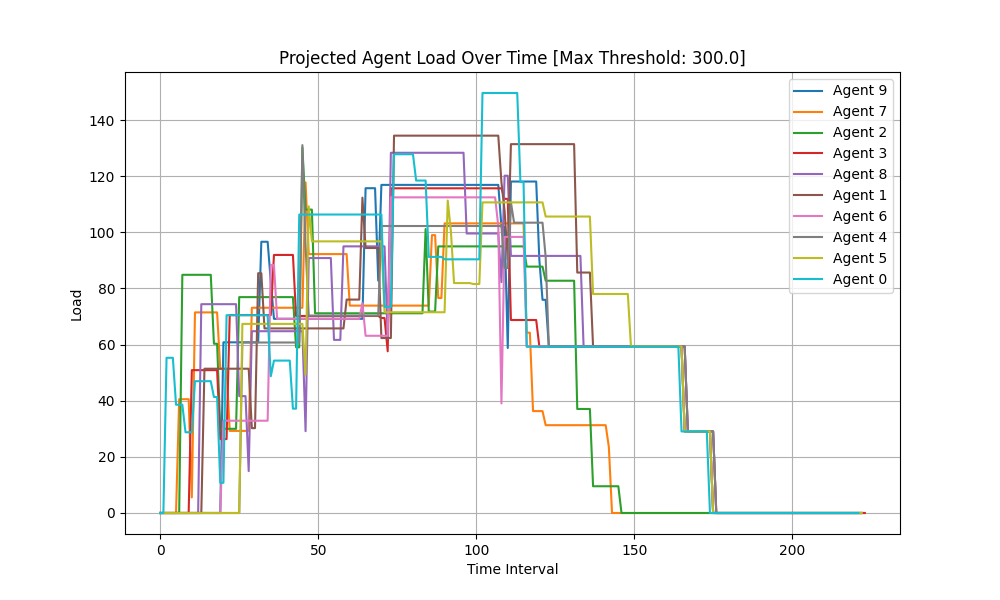 Projected Agent Load Over Time [Max Threshold: 300.0]
Load
140
120
100
80
60
40
20
0
0 50 100 150 200
Time Interval
Agent 9
Agent 7
Agent 2
Agent 3
Agent 8
Agent 1
Agent 6
Agent 4
Agent 5
Agent 0